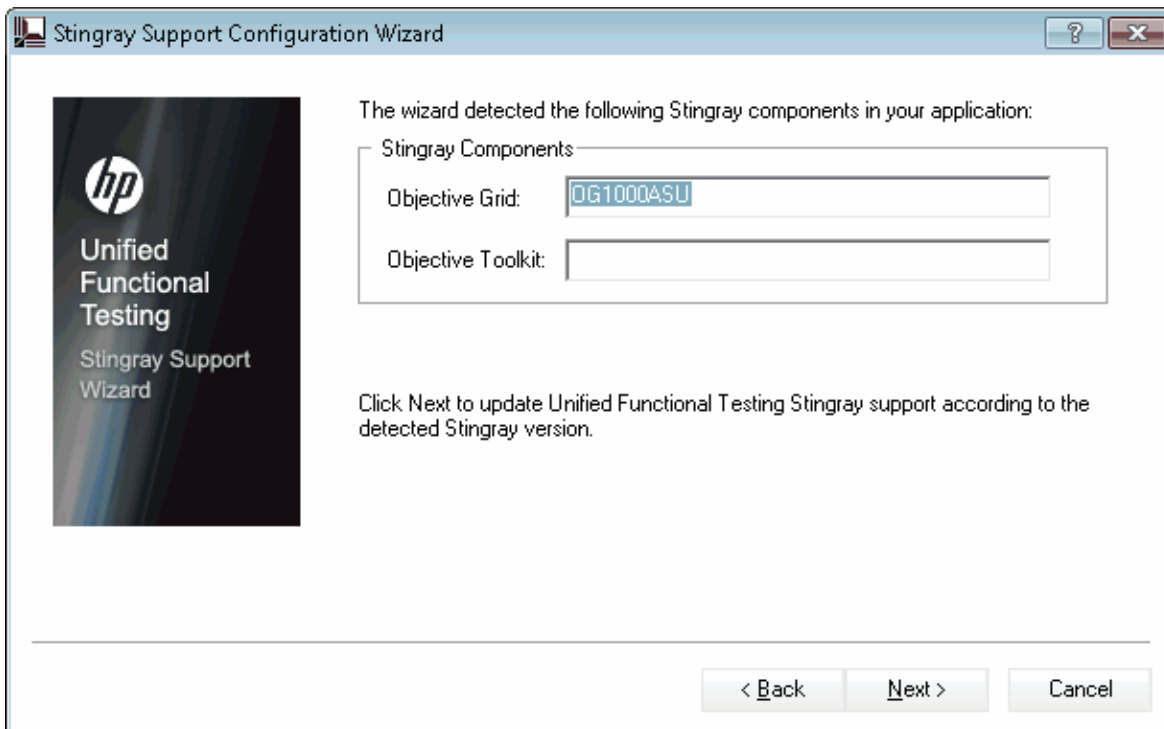 Stingray Support Configuration Wizard
?
hp
Unified
Functional
Testing
Stingray Support
Wizard
The wizard detected the following Stingray components in your application:
Stingray Components
Objective Grid: OG1000ASU
Objective Toolkit:
Click Next to update Unified Functional Testing Stingray support according to the
detected Stingray version.
< Back
Next >
Cancel